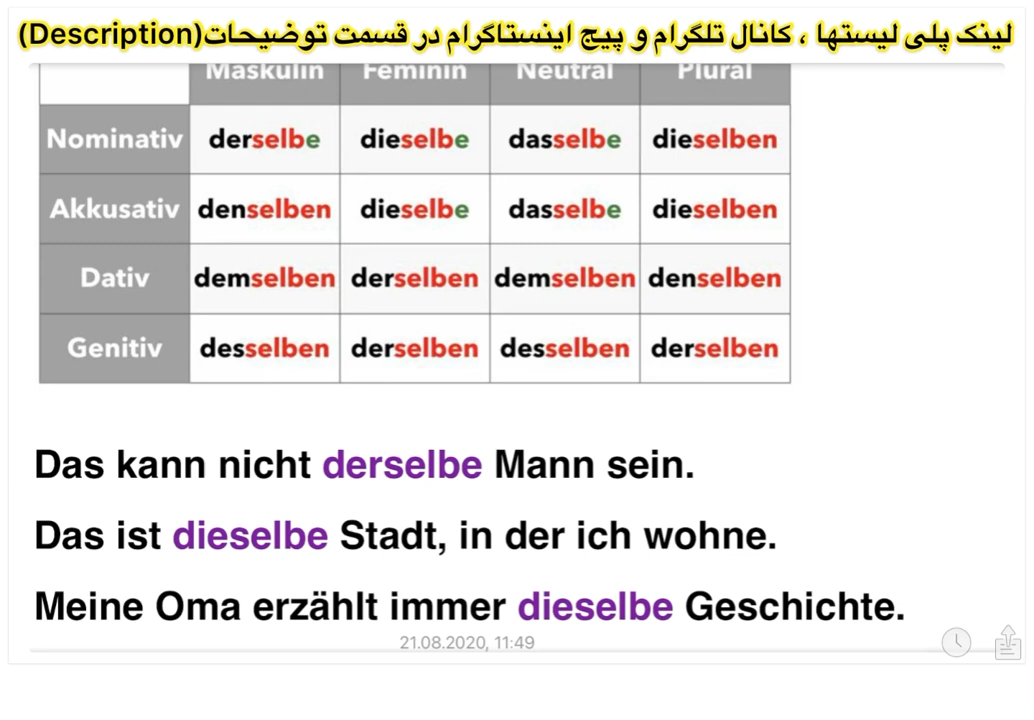 لینک پلی لیستها ، کانال تلگرام و پیج اینستاگرام در قسمت توضیحات(Description)
Maskulin Feminin Neutral Plural
Nominativ derselbe dieselbe dasselbe dieselben
Akkusativ denselben dieselbe dasselbe dieselben
Dativ demselben derselben demselben denselben
Genitiv desselben derselben desselben derselben
Das kann nicht derselbe Mann sein.
Das ist dieselbe Stadt, in der ich wohne.
Meine Oma erzählt immer dieselbe Geschichte.
21.08.2020, 11:49